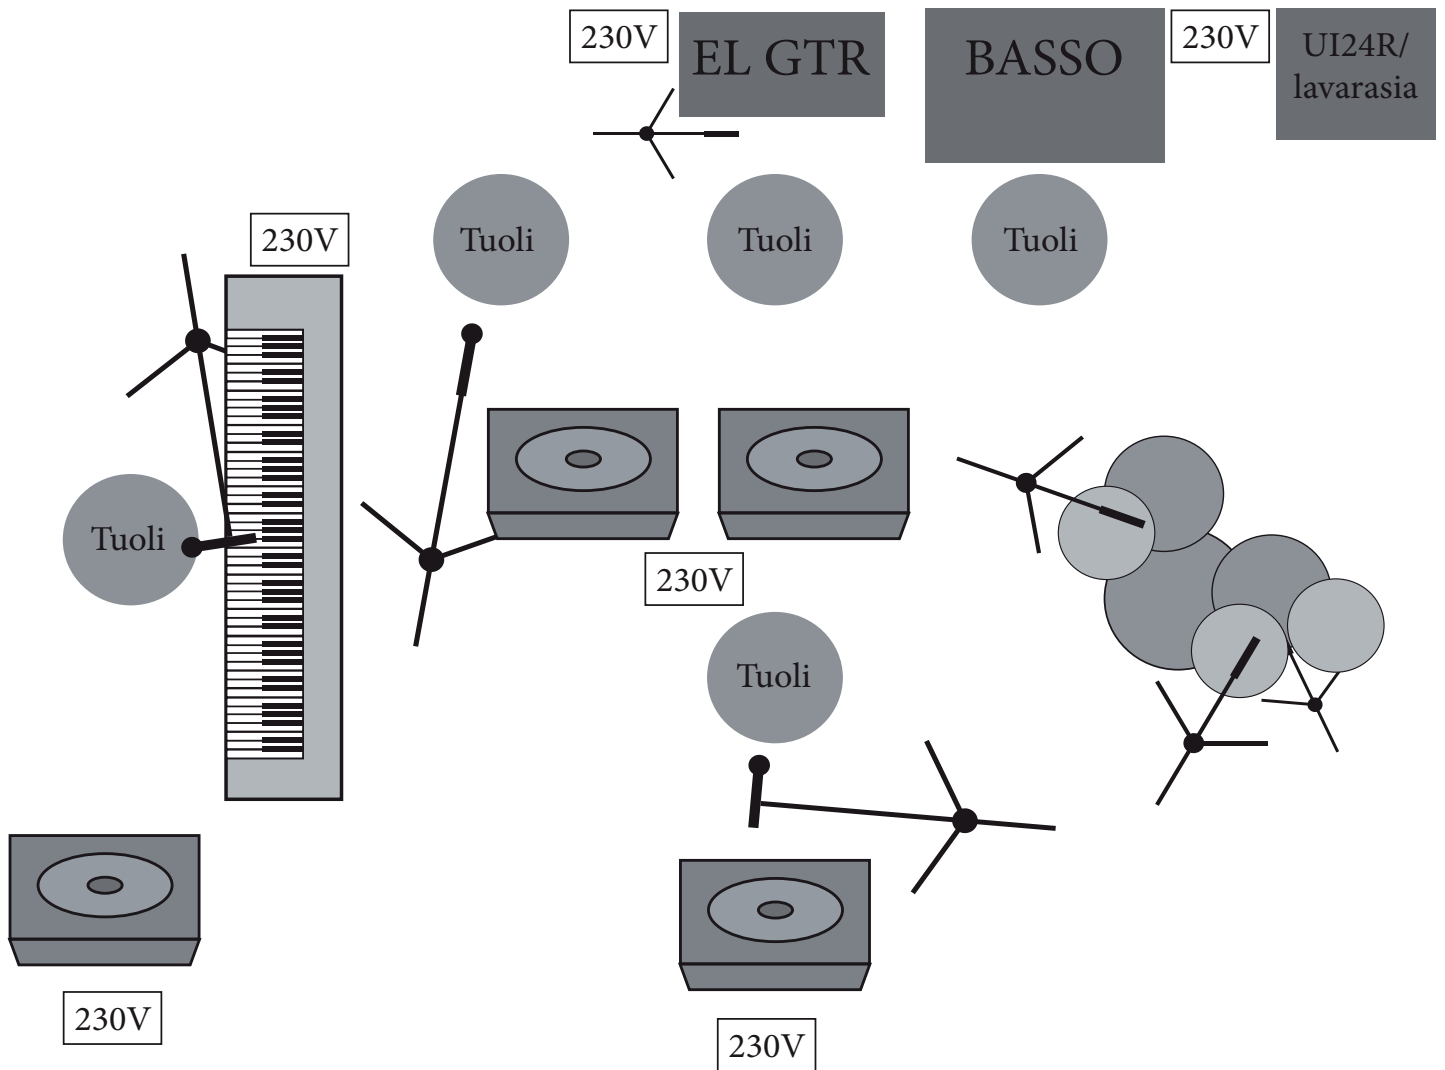 230V
EL GTR
BASSO
230V
UI24R/
lavarasia
230V
Tuoli
Tuoli
Tuoli
Tuoli
230V
Tuoli
230V
230V